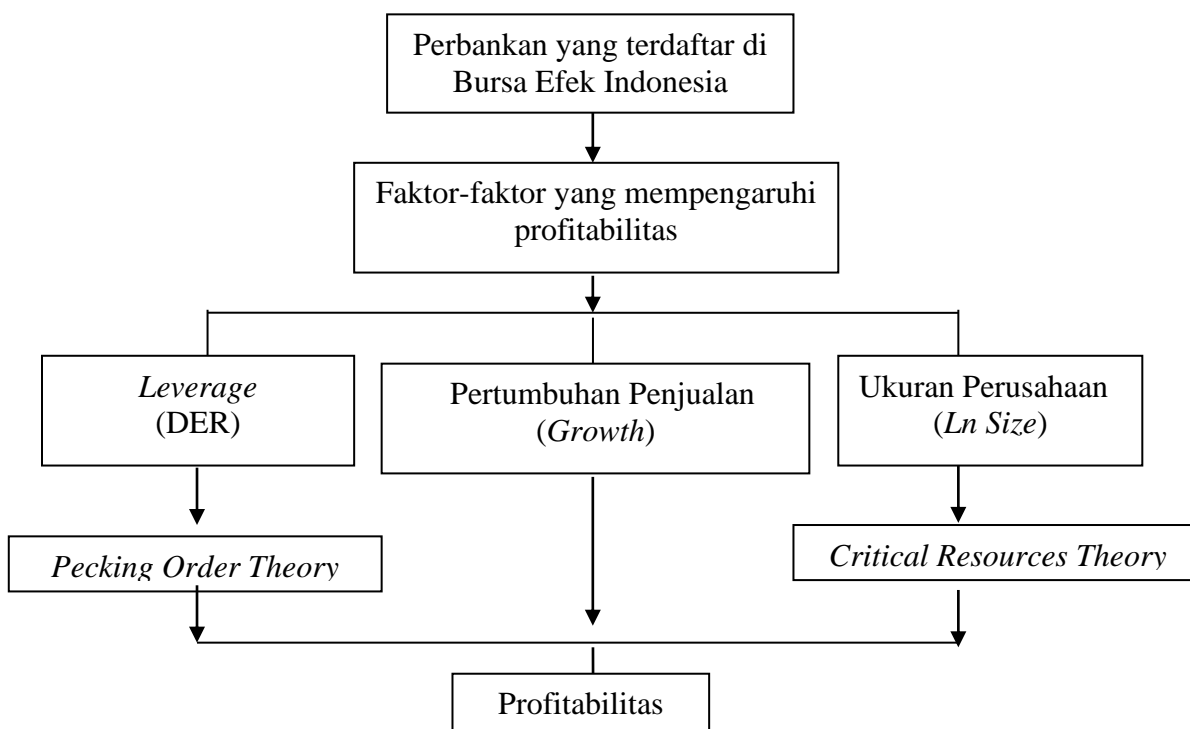 Perbankan yang terdaftar di
Bursa Efek Indonesia
Faktor-faktor yang mempengaruhi
profitabilitas
Leverage
(DER)
Pertumbuhan Penjualan
(Growth)
Ukuran Perusahaan
(Ln Size)
Pecking Order Theory
Critical Resources Theory
Profitabilitas